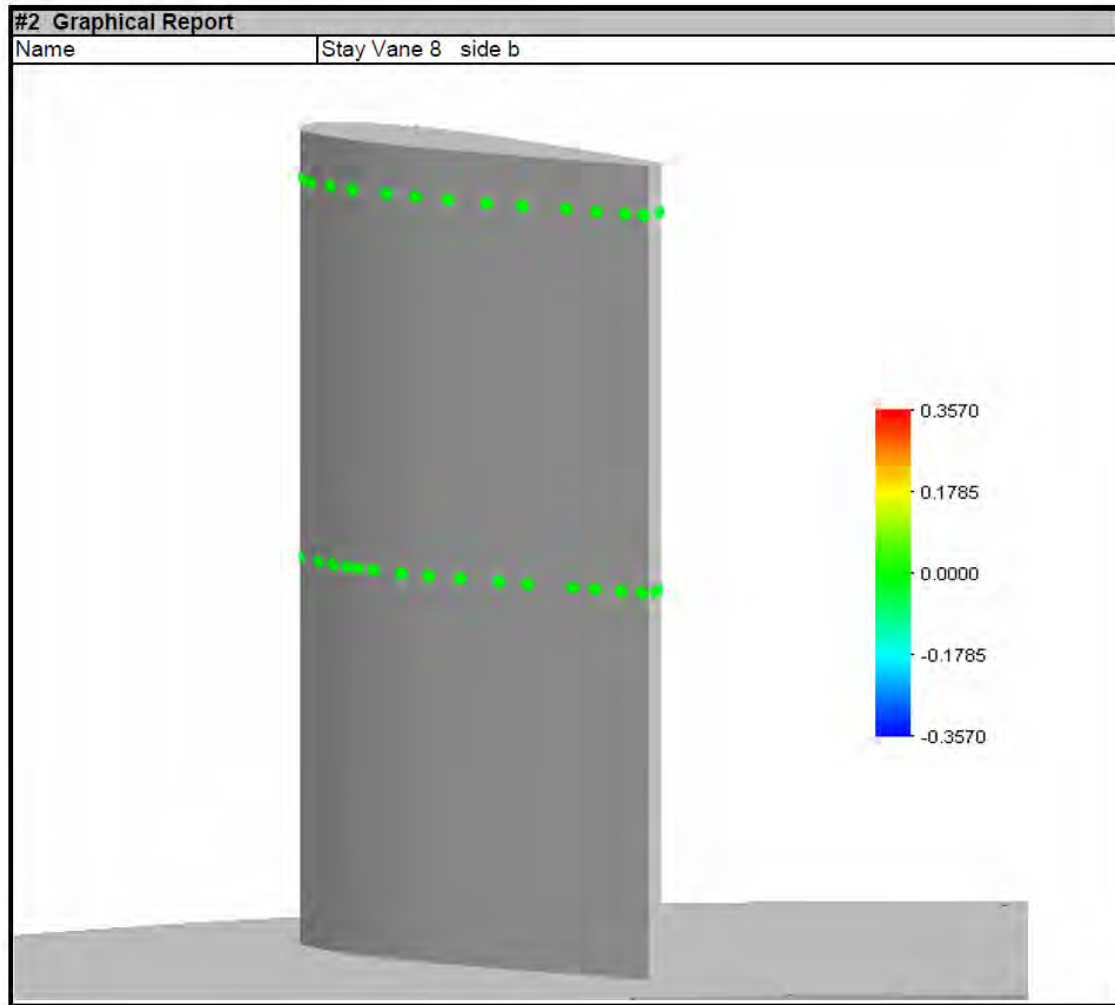 #2 Graphical Report
Name Stay Vane 8 side b
0.3570
0.1785
0.0000
-0.1785
-0.3570